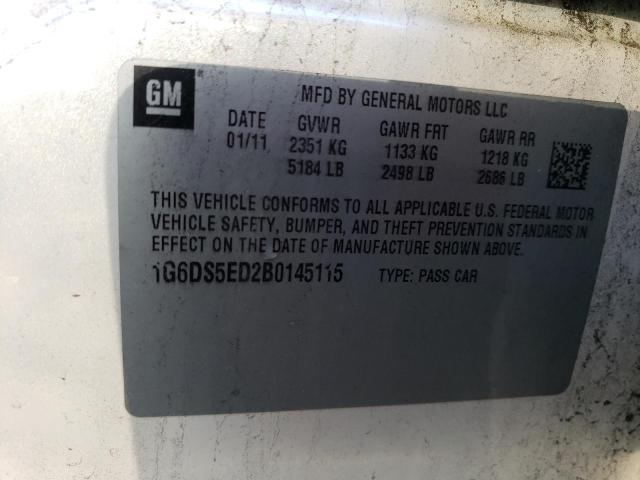 GM
MFD BY GENERAL MOTORS LLC
DATE GVWR GAWR FRT GAWR RR
01/11 2351 KG 1133 KG 1218 KG
5184 LB 2498 LB 2686 LB
THIS VEHICLE CONFORMS TO ALL APPLICABLE U.S. FEDERAL MOTOR
VEHICLE SAFETY, BUMPER, AND THEFT PREVENTION STANDARDS IN
EFFECT ON THE DATE OF MANUFACTURE SHOWN ABOVE.
1G6DS5ED2B0145115 TYPE: PASS CAR